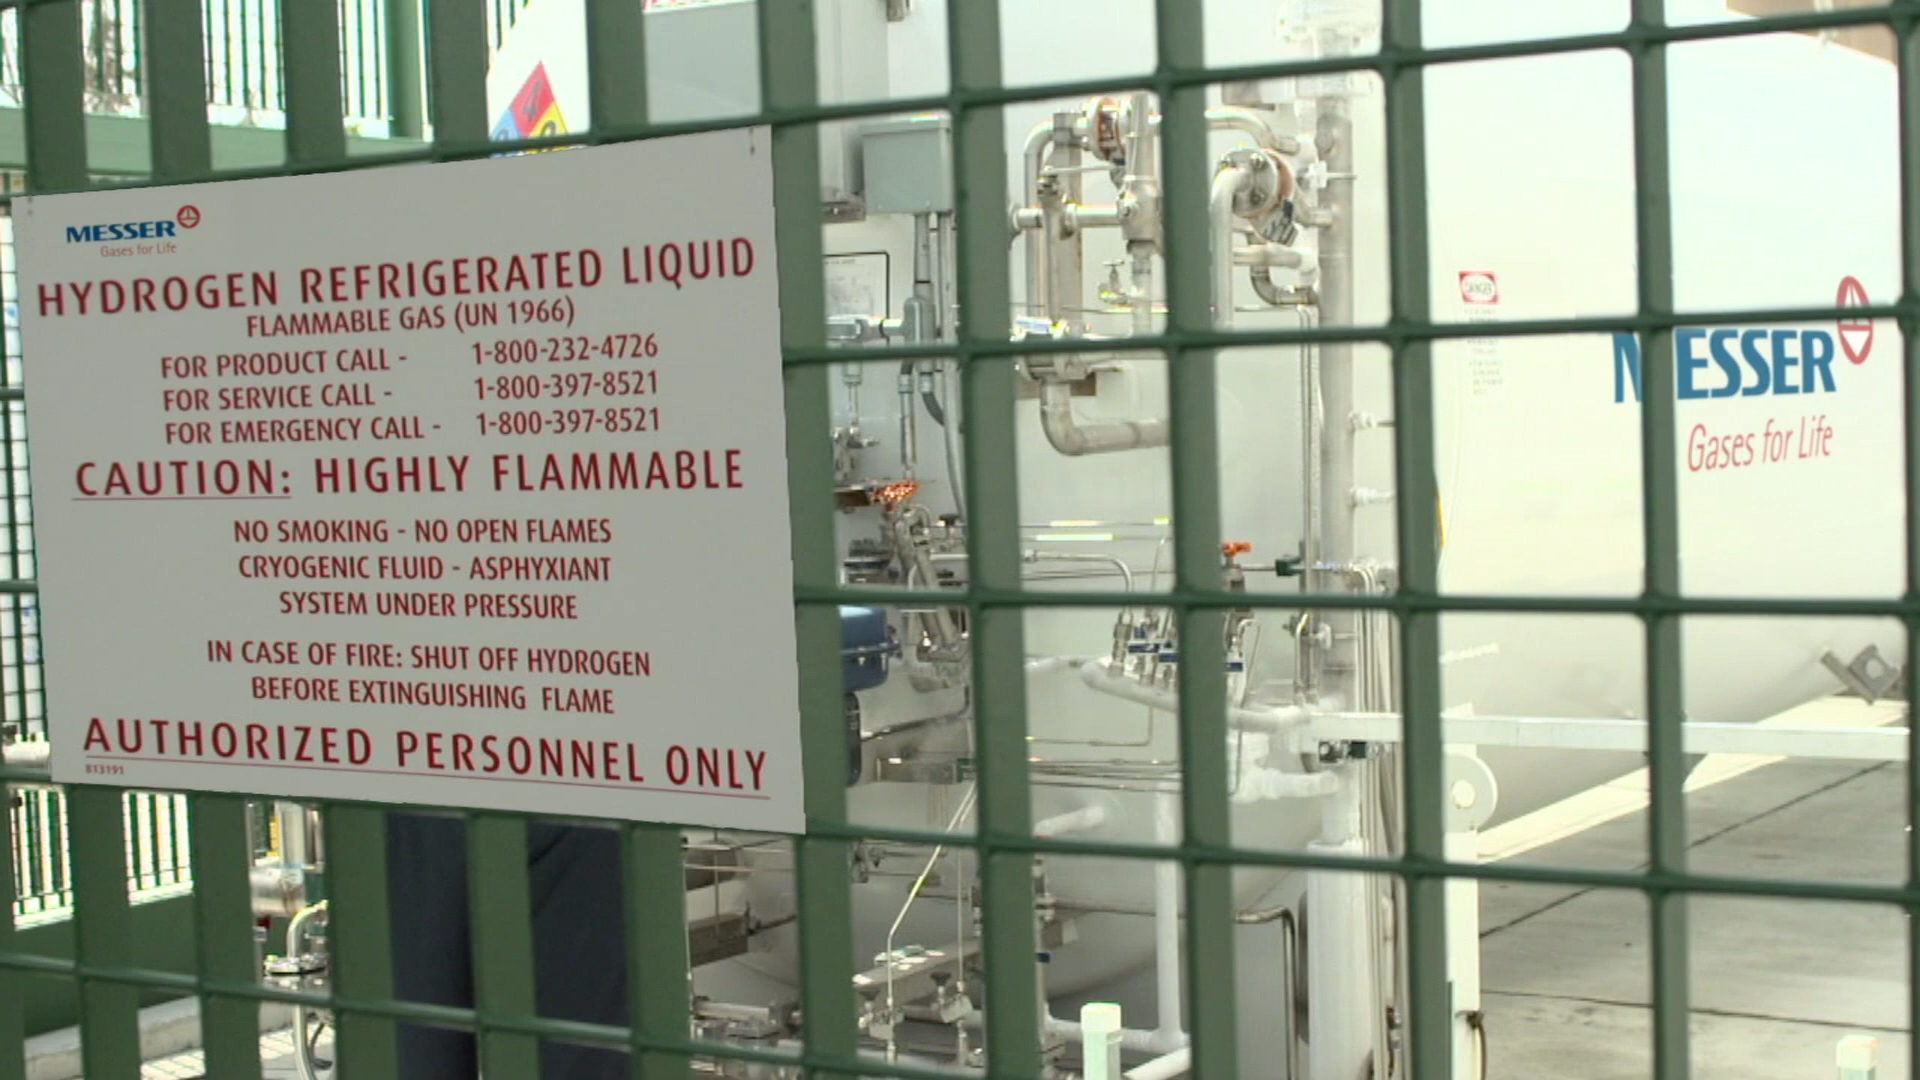 MESSER
Gases for Life
HYDROGEN REFRIGERATED LIQUID
FLAMMABLE GAS (UN 1966)
FOR PRODUCT CALL - 1-800-232-4726
FOR SERVICE CALL - 1-800-397-8521
FOR EMERGENCY CALL - 1-800-397-8521
CAUTION: HIGHLY FLAMMABLE
NO SMOKING - NO OPEN FLAMES
CRYOGENIC FLUID - ASPHYXIANT
SYSTEM UNDER PRESSURE
IN CASE OF FIRE: SHUT OFF HYDROGEN
BEFORE EXTINGUISHING FLAME
AUTHORIZED PERSONNEL ONLY
813191
4
0
DANGER
MESSER
Gases for Life